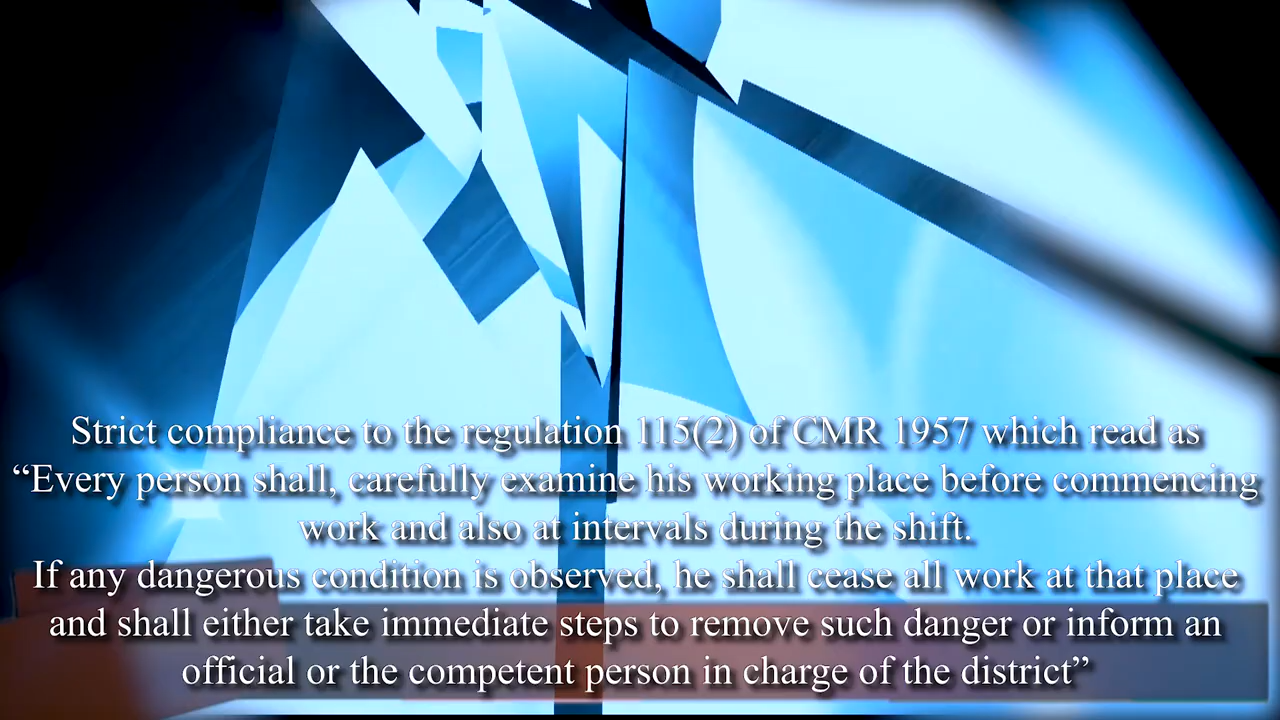 Strict compliance to the regulation 115(2) of CMR 1957 which read as
“Every person shall, carefully examine his working place before commencing
work and also at intervals during the shift.
If any dangerous condition is observed, he shall cease all work at that place
and shall either take immediate steps to remove such danger or inform an
official or the competent person in charge of the district”